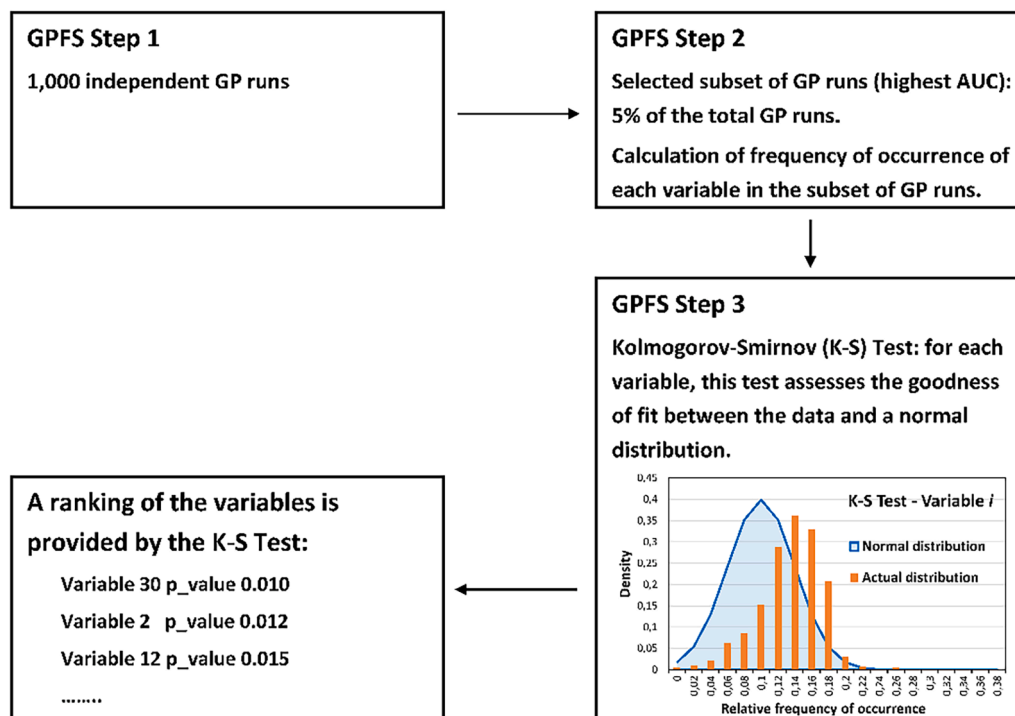 GPFS Step 1
1,000 independent GP runs
GPFS Step 2
Selected subset of GP runs (highest AUC):
5% of the total GP runs.
Calculation of frequency of occurrence of
each variable in the subset of GP runs.
GPFS Step 3
Kolmogorov-Smirnov (K-S) Test: for each
variable, this test assesses the goodness
of fit between the data and a normal
distribution.
K-S Test - Variable i
Normal distribution
Actual distribution
Density
0,45
0,4
0,35
0,3
0,25
0,2
0,15
0,1
0,05
0
0 0,02 0,04 0,06 0,08 0,1 0,12 0,14 0,16 0,18 0,2 0,22 0,24 0,26 0,28 0,3 0,32 0,34 0,36 0,38
Relative frequency of occurrence
A ranking of the variables is
provided by the K-S Test:
Variable 30 p_value 0.010
Variable 2 p_value 0.012
Variable 12 p_value 0.015
........